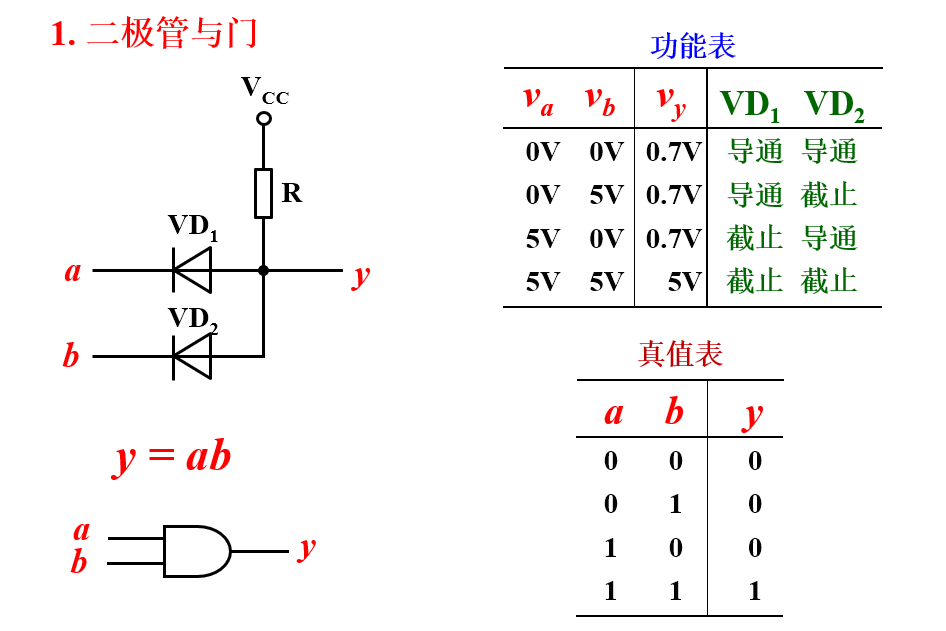 1. 二极管与门
V_CC
R
VD_1
a
y
VD_2
b
y = ab
a
b
y
功能表
v_a v_b v_y VD_1 VD_2
0V 0V 0.7V 导通 导通
0V 5V 0.7V 导通 截止
5V 0V 0.7V 截止 导通
5V 5V 5V 截止 截止
真值表
a b y
0 0 0
0 1 0
1 0 0
1 1 1